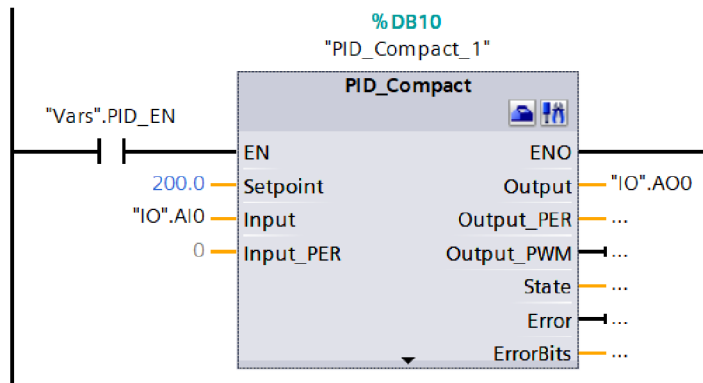 %DB10
"PID_Compact_1"
PID_Compact
"Vars".PID_EN
EN ENO
200.0 Setpoint Output "IO".AO0
"IO".AI0 Input Output_PER ...
0 Input_PER Output_PWM ...
State ...
Error ...
ErrorBits ...